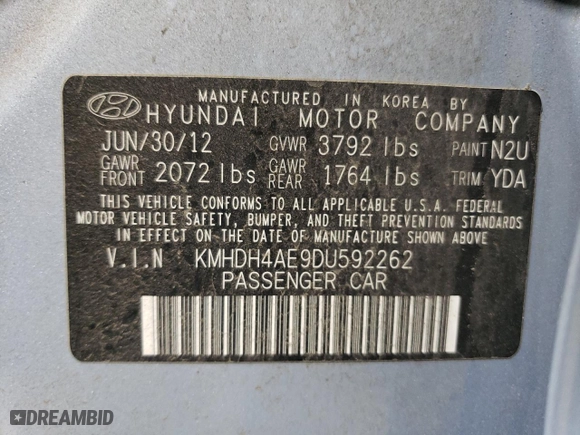 MANUFACTURED IN KOREA BY
HYUNDAI MOTOR COMPANY
JUN/30/12 GVWR 3792 lbs PAINT N2U
GAWR FRONT 2072 lbs GAWR REAR 1764 lbs TRIM YDA
THIS VEHICLE CONFORMS TO ALL APPLICABLE U.S.A. FEDERAL
MOTOR VEHICLE SAFETY, BUMPER, AND THEFT PREVENTION STANDARDS
IN EFFECT ON THE DATE OF MANUFACTURE SHOWN ABOVE.
V.I.N KMHDH4AE9DU592262
PASSENGER CAR
DREAMBID